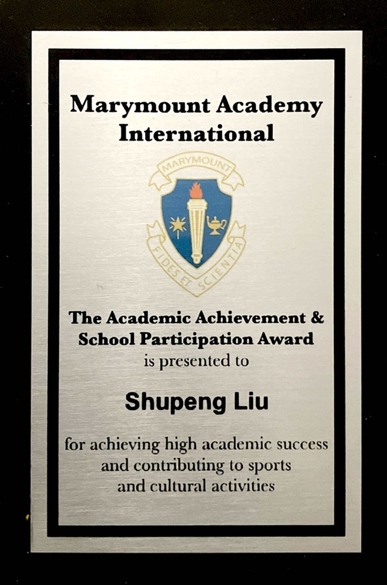 Marymount Academy
International
MARYMOUNT
FIDES ET SCIENTIA
The Academic Achievement &
School Participation Award
is presented to
Shupeng Liu
for achieving high academic success
and contributing to sports
and cultural activities